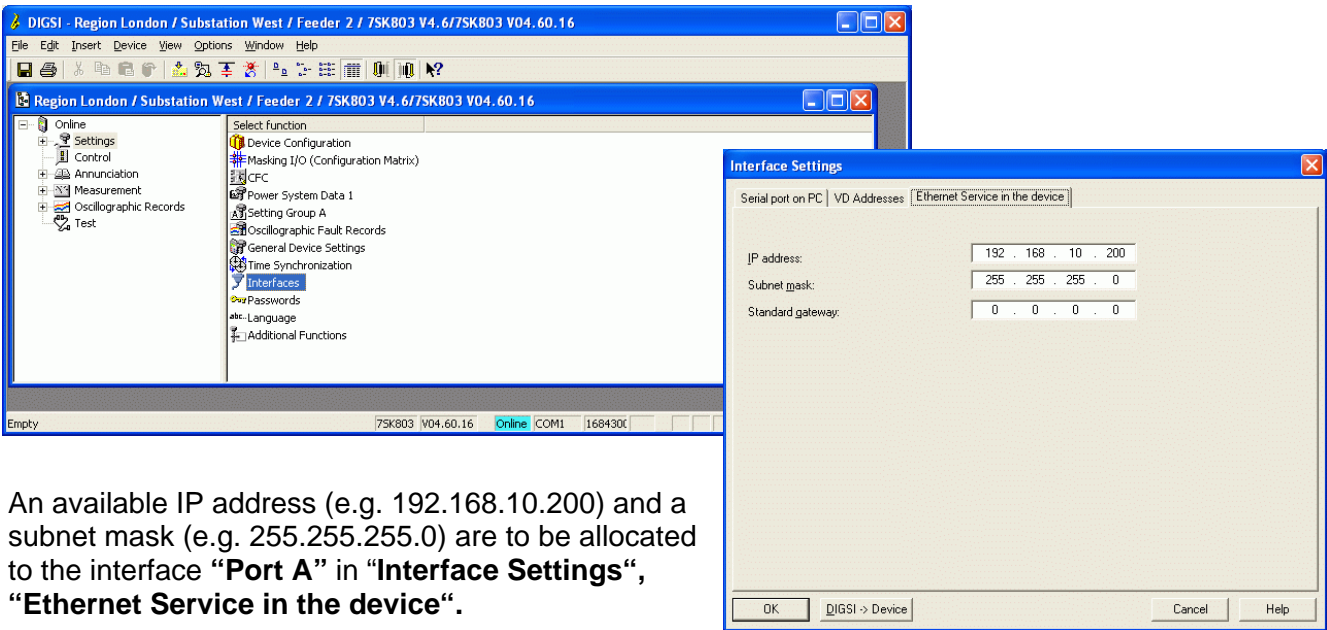 DIGSI - Region London / Substation West / Feeder 2 / 7SK803 V4.6/7SK803 V04.60.16
File Edit Insert Device View Options Window Help
Region London / Substation West / Feeder 2 / 7SK803 V4.6/7SK803 V04.60.16
Online
Settings
Control
Annunciation
Measurement
Oscillographic Records
Test
Select function
Device Configuration
Masking I/O (Configuration Matrix)
CFC
Power System Data 1
Setting Group A
Oscillographic Fault Records
General Device Settings
Time Synchronization
Interfaces
Passwords
abc.. Language
Additional Functions
Empty 7SK803 V04.60.16 Online COM1 168430(
Interface Settings
Serial port on PC VD Addresses Ethernet Service in the device
IP address: 192 . 168 . 10 . 200
Subnet mask: 255 . 255 . 255 . 0
Standard gateway: 0 . 0 . 0 . 0
OK DIGSI -> Device Cancel Help
An available IP address (e.g. 192.168.10.200) and a
subnet mask (e.g. 255.255.255.0) are to be allocated
to the interface “Port A” in “Interface Settings“,
“Ethernet Service in the device“.